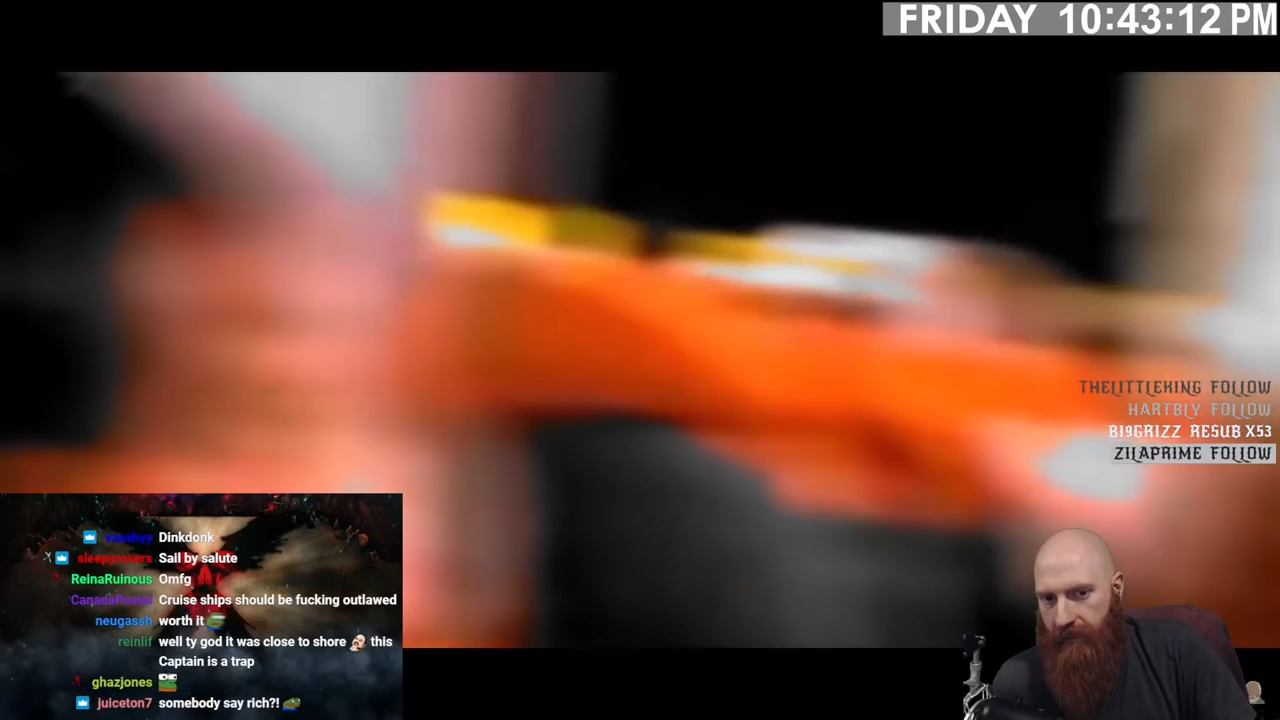 FRIDAY 10:43:12 PM
THELITTLEKING FOLLOW
HARTBLY FOLLOW
BI9GRIZZ RESUB X53
ZILAPRIME FOLLOW
Dinkdonk
Sail by salute
ReinaRuinous Omfg
CanadaPostal Cruise ships should be fucking outlawed
neugassh worth it
reinlif well ty god it was close to shore this
Captain is a trap
ghazjones
juiceton7 somebody say rich?!